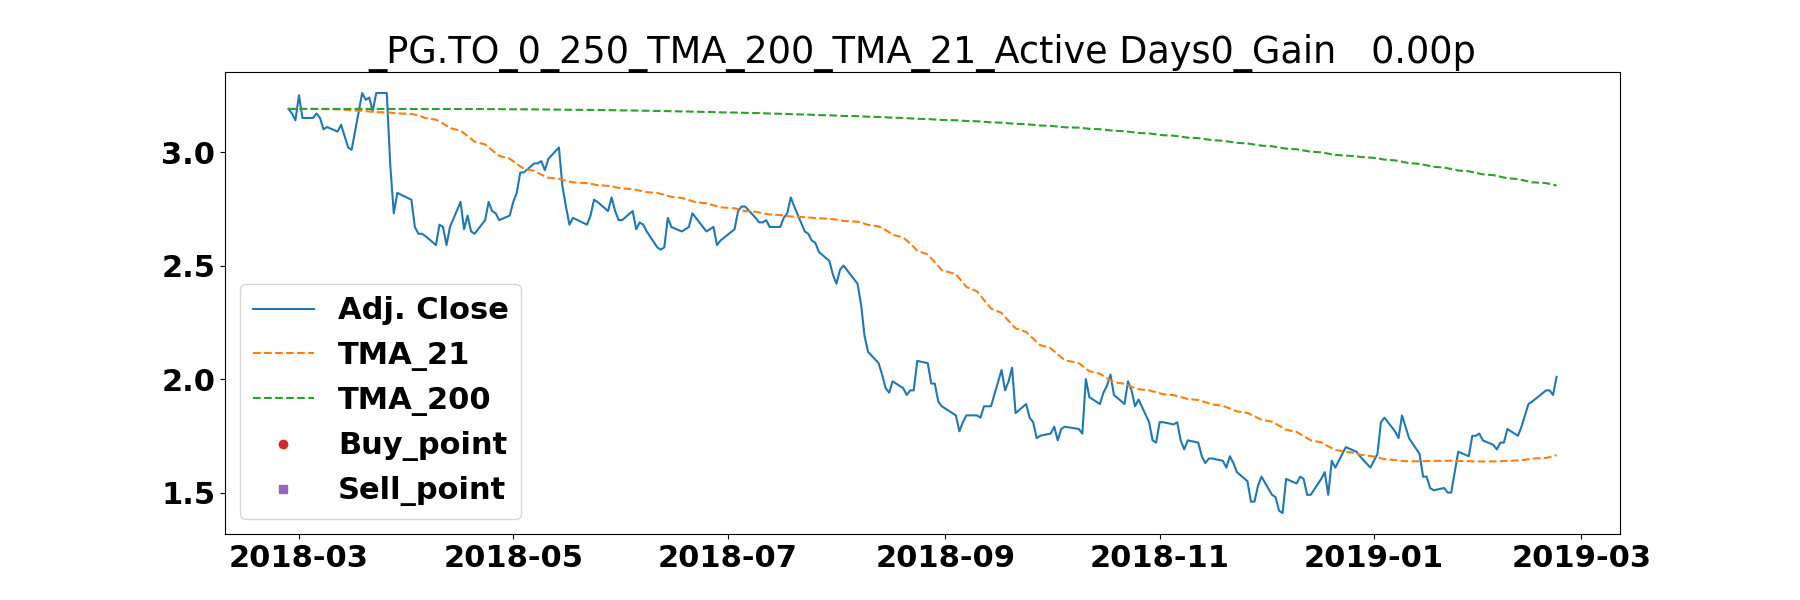 _PG.TO_0_250_TMA_200_TMA_21_Active Days0_Gain   0.00p
3.0
2.5
2.0
1.5
Adj. Close
TMA_21
TMA_200
Buy_point
Sell_point
2018-03 2018-05 2018-07 2018-09 2018-11 2019-01 2019-03